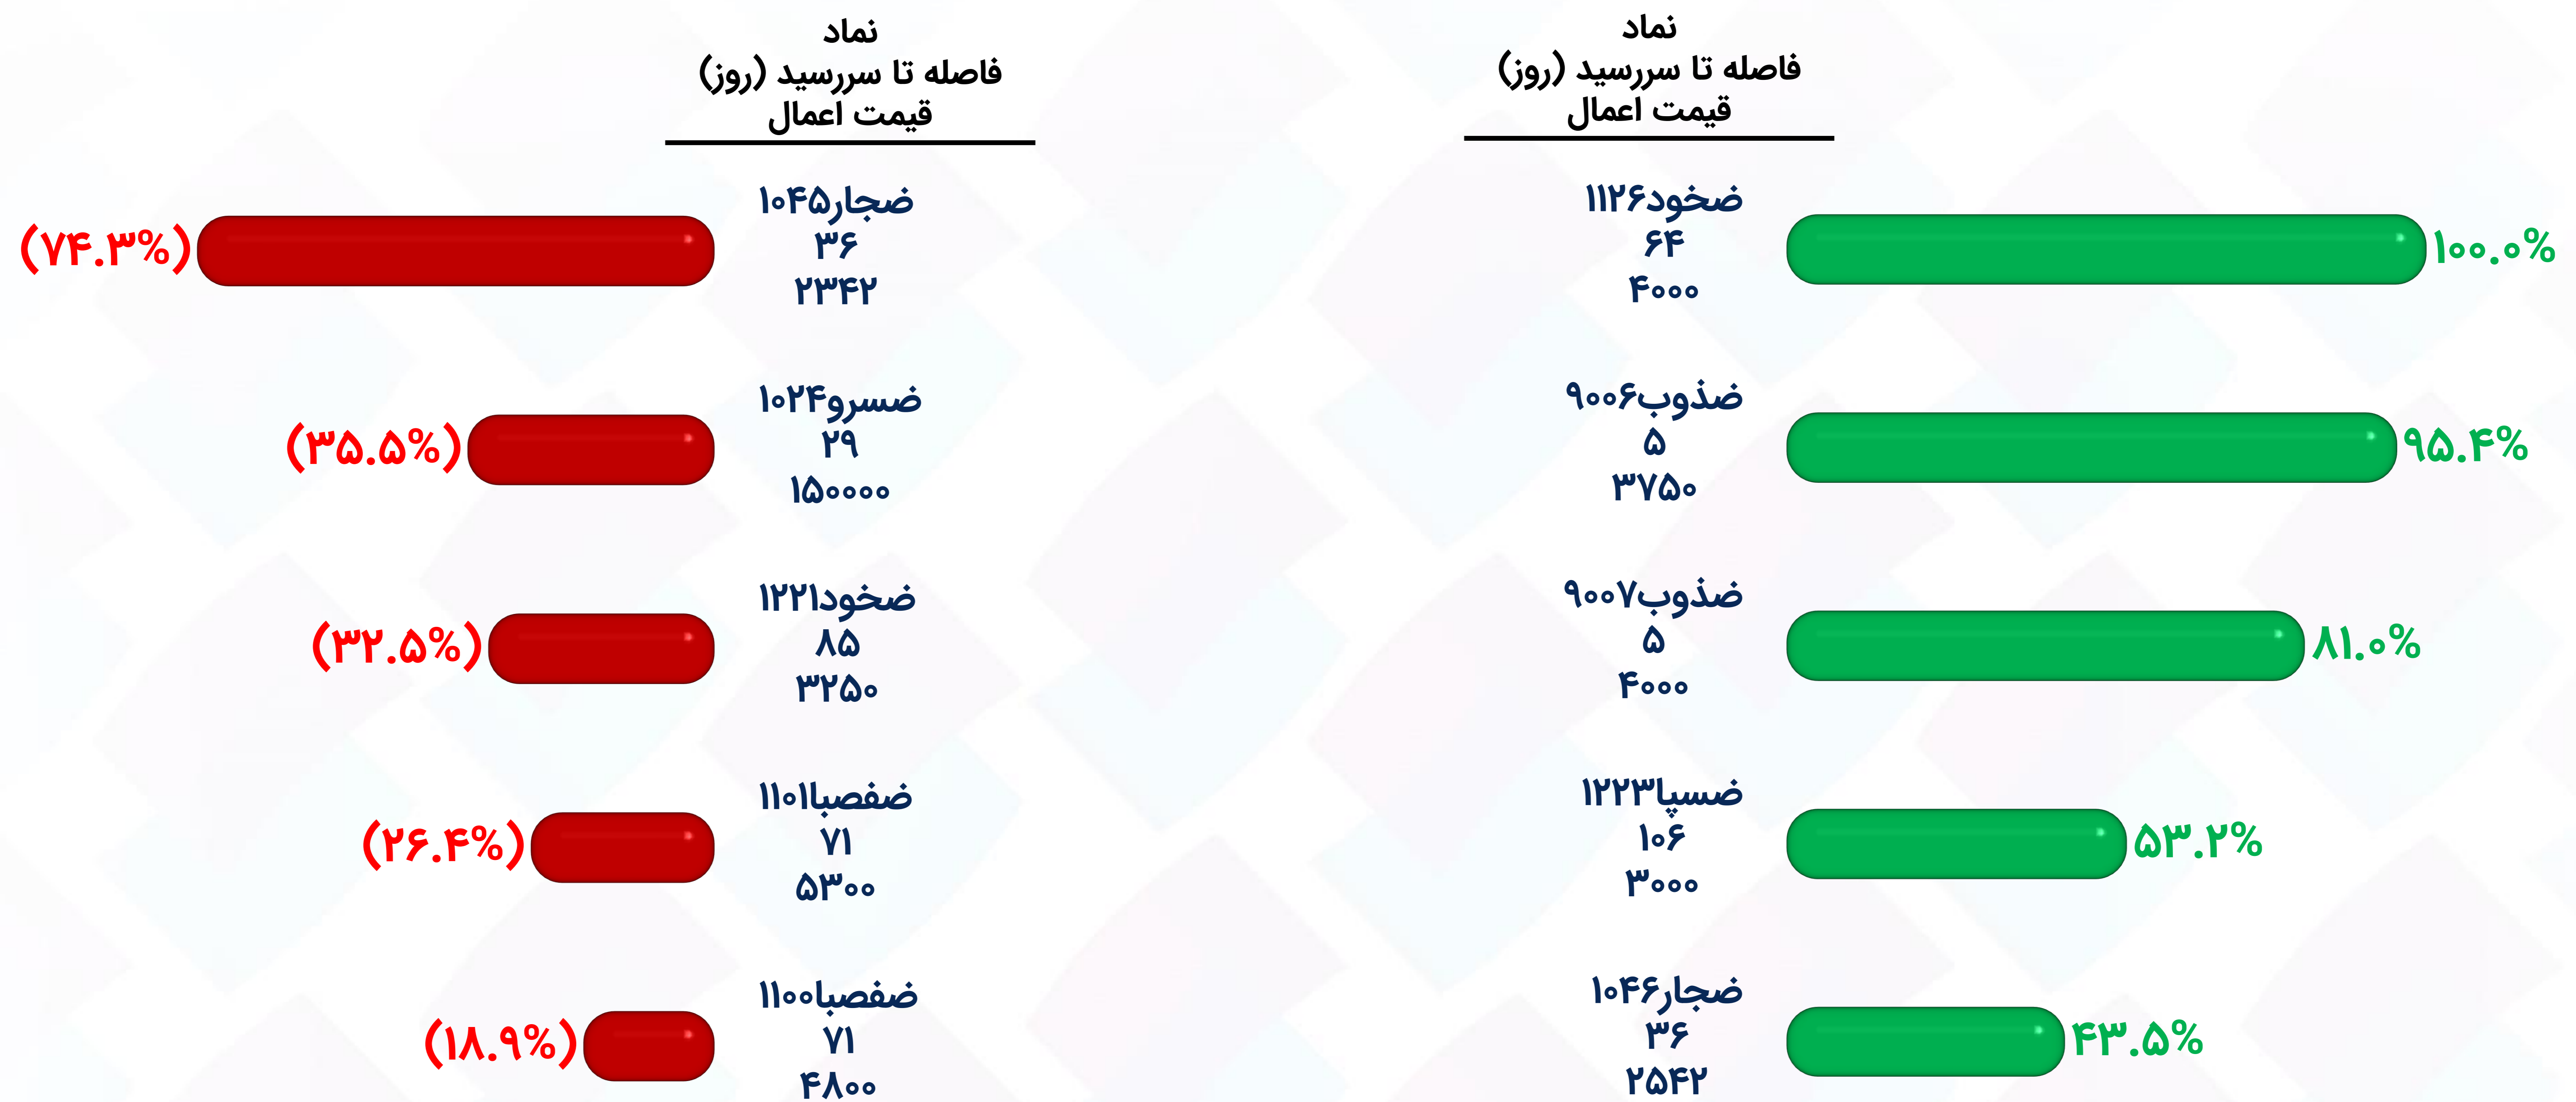 نماد
فاصله تا سررسید (روز)
قیمت اعمال
ضخود۱۱۲۶
۶۴
۴۰۰۰
۱۰۰.۰%
ضذوب۹۰۰۶
۵
۳۷۵۰
۹۵.۴%
ضذوب۹۰۰۷
۵
۴۰۰۰
۸۱.۰%
ضسپا۱۲۲۳
۱۰۶
۳۰۰۰
۵۳.۲%
ضجار۱۰۴۶
۳۶
۲۵۴۲
۴۳.۵%
نماد
فاصله تا سررسید (روز)
قیمت اعمال
ضجار۱۰۴۵
۳۶
۲۳۴۲
(۷۴.۳%)
ضسرو۱۰۲۴
۲۹
۱۵۰۰۰۰
(۳۵.۵%)
ضخود۱۲۲۱
۸۵
۳۲۵۰
(۳۲.۵%)
ضفصبا۱۱۰۱
۷۱
۵۳۰۰
(۲۶.۴%)
ضفصبا۱۱۰۰
۷۱
۴۸۰۰
(۱۸.۹%)